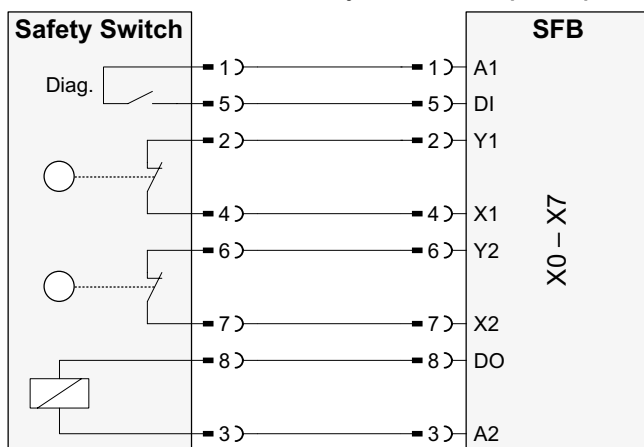 Safety Switch SFB
1 1 A1
Diag.
5 5 DI
2 2 Y1
4 4 X1
6 6 Y2
X0 – X7
7 7 X2
8 8 DO
3 3 A2